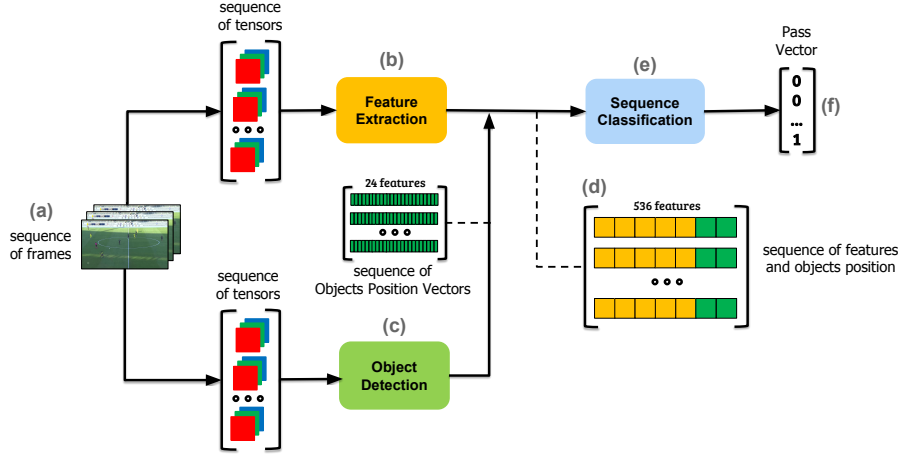 sequence
of tensors
(b)
Feature
Extraction
(e)
Sequence
Classification
Pass
Vector
0
0
...
1
(f)
(a)
sequence
of frames
24 features
sequence of
Objects Position Vectors
(d)
536 features
sequence of features
and objects position
sequence
of tensors
(c)
Object
Detection